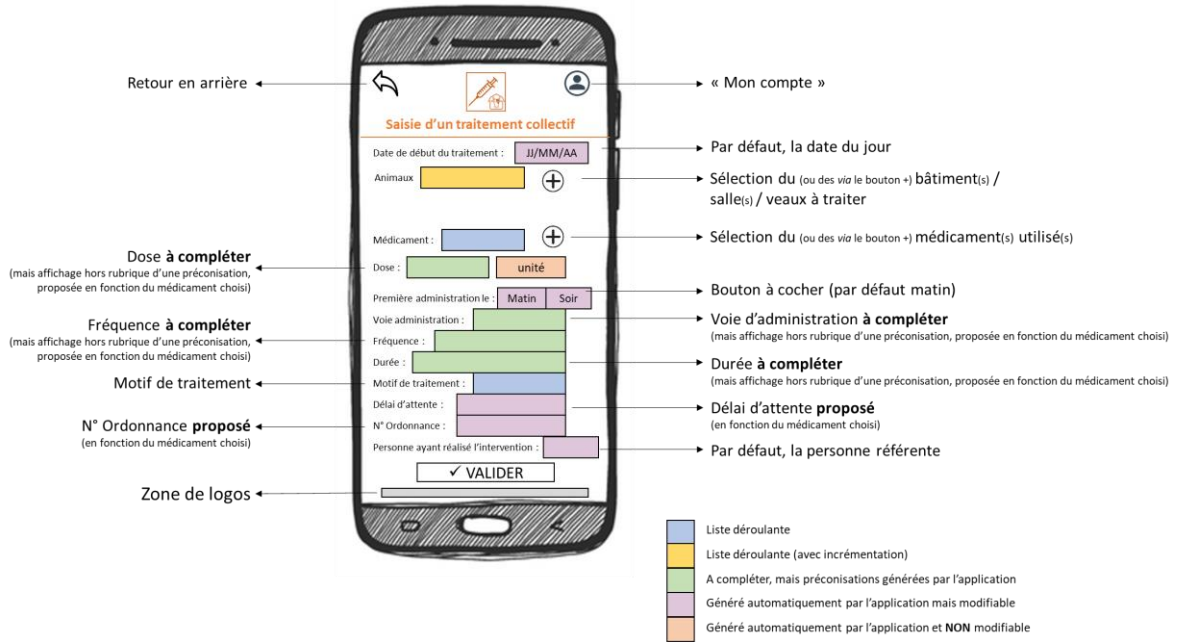 Retour en arrière
« Mon compte »
Saisie d'un traitement collectif
Date de début du traitement :
JJ/MM/AA
Par défaut, la date du jour
Animaux
Sélection du (ou des via le bouton +) bâtiment(s) /
salle(s) / veaux à traiter
Médicament :
Sélection du (ou des via le bouton +) médicament(s) utilisé(s)
Dose à compléter
(mais affichage hors rubrique d'une préconisation,
proposée en fonction du médicament choisi)
Dose :
unité
Première administration le :
Matin
Soir
Bouton à cocher (par défaut matin)
Voie administration :
Voie d'administration à compléter
(mais affichage hors rubrique d'une préconisation, proposée en fonction du médicament choisi)
Fréquence à compléter
(mais affichage hors rubrique d'une préconisation,
proposée en fonction du médicament choisi)
Fréquence :
Durée :
Durée à compléter
(mais affichage hors rubrique d'une préconisation, proposée en fonction du médicament choisi)
Motif de traitement
Motif de traitement :
Délai d'attente :
Délai d'attente proposé
(en fonction du médicament choisi)
N° Ordonnance proposé
(en fonction du médicament choisi)
N° Ordonnance :
Personne ayant réalisé l'intervention :
Par défaut, la personne référente
✓ VALIDER
Zone de logos
Liste déroulante
Liste déroulante (avec incrémentation)
A compléter, mais préconisations générées par l'application
Généré automatiquement par l'application mais modifiable
Généré automatiquement par l'application et NON modifiable